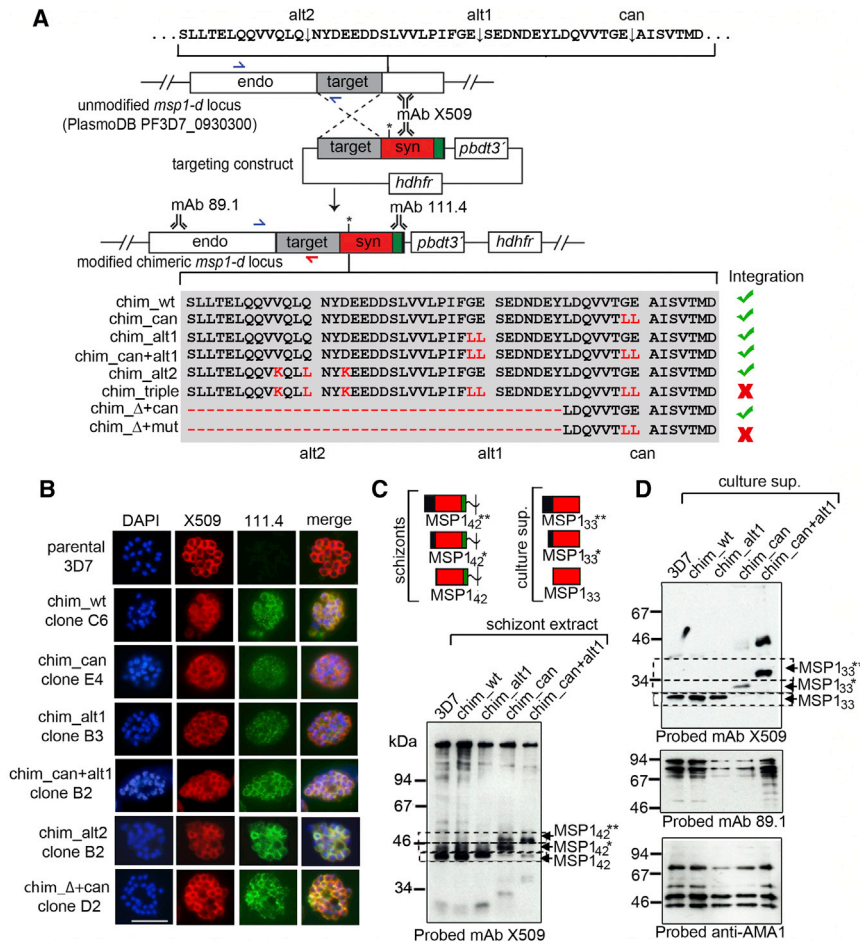 A
alt2 alt1 can
...SLLTELQQVVQLQ↓NYDEEDDSLVVLPIFGE↓SEDNDEYLDQVVTGE↓AISVTMD...
endo target
unmodified msp1-d locus
(PlasmoDB PF3D7_0930300)
mAb X509
*
target syn pbdt3´
targeting construct
hdhfr
mAb 89.1 mAb 111.4
*
endo target syn pbdt3´ hdhfr
modified chimeric msp1-d locus
Integration
chim_wt SLLTELQQVVQLQ NYDEEDDSLVVLPIFGE SEDNDEYLDQVVTGE AISVTMD
chim_can SLLTELQQVVQLQ NYDEEDDSLVVLPIFGE SEDNDEYLDQVVTLL AISVTMD
chim_alt1 SLLTELQQVVQLQ NYDEEDDSLVVLPIFLL SEDNDEYLDQVVTGE AISVTMD
chim_can+alt1 SLLTELQQVVQLQ NYDEEDDSLVVLPIFLL SEDNDEYLDQVVTLL AISVTMD
chim_alt2 SLLTELQQVKQLL NYKEEDDSLVVLPIFGE SEDNDEYLDQVVTGE AISVTMD
chim_triple SLLTELQQVKQLL NYKEEDDSLVVLPIFLL SEDNDEYLDQVVTLL AISVTMD
chim_Δ+can LDQVVTGE AISVTMD
chim_Δ+mut LDQVVTLL AISVTMD
alt2 alt1 can
B
DAPI X509 111.4 merge
parental
3D7
chim_wt
clone C6
chim_can
clone E4
chim_alt1
clone B3
chim_can+alt1
clone B2
chim_alt2
clone B2
chim_Δ+can
clone D2
C
schizonts
MSP142**
MSP142*
MSP142
culture sup.
MSP133**
MSP133*
MSP133
schizont extract
3D7 chim_wt chim_alt1 chim_can chim_can+alt1
kDa
94
67
46
34
MSP142**
MSP142*
MSP142
Probed mAb X509
D
culture sup.
3D7 chim_wt chim_alt1 chim_can chim_can+alt1
67
46
34
MSP133**
MSP133*
MSP133
Probed mAb X509
94
67
46
Probed mAb 89.1
94
67
46
Probed anti-AMA1